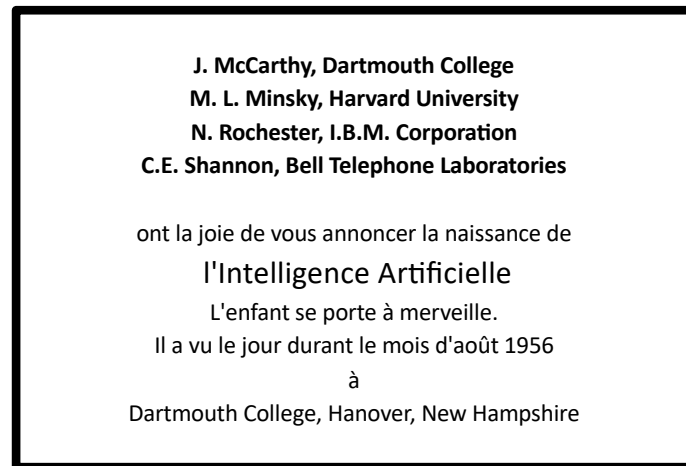 J. McCarthy, Dartmouth College
M. L. Minsky, Harvard University
N. Rochester, I.B.M. Corporation
C.E. Shannon, Bell Telephone Laboratories
ont la joie de vous annoncer la naissance de
l'Intelligence Artificielle
L'enfant se porte à merveille.
Il a vu le jour durant le mois d'août 1956
à
Dartmouth College, Hanover, New Hampshire